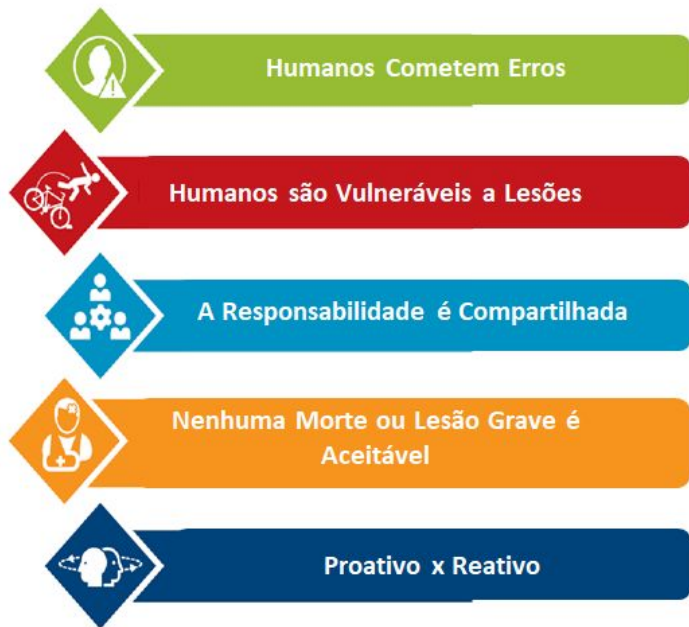 Humanos Cometem Erros
Humanos são Vulneráveis a Lesões
A Responsabilidade é Compartilhada
Nenhuma Morte ou Lesão Grave é
Aceitável
Proativo x Reativo